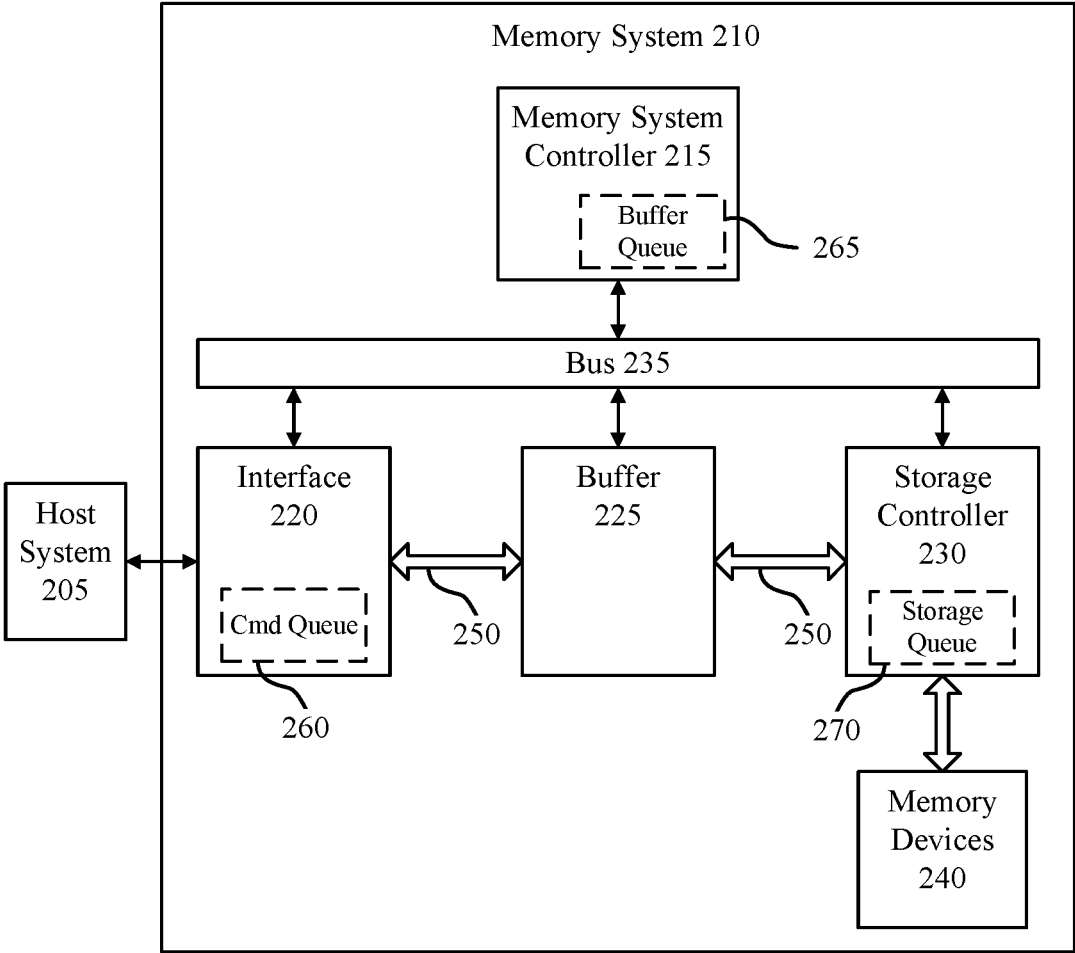 Memory System 210
Memory System
Controller 215
Buffer
Queue
265
Bus 235
Host
System
205
Interface
220
Cmd Queue
260
250
Buffer
225
250
Storage
Controller
230
Storage
Queue
270
Memory
Devices
240